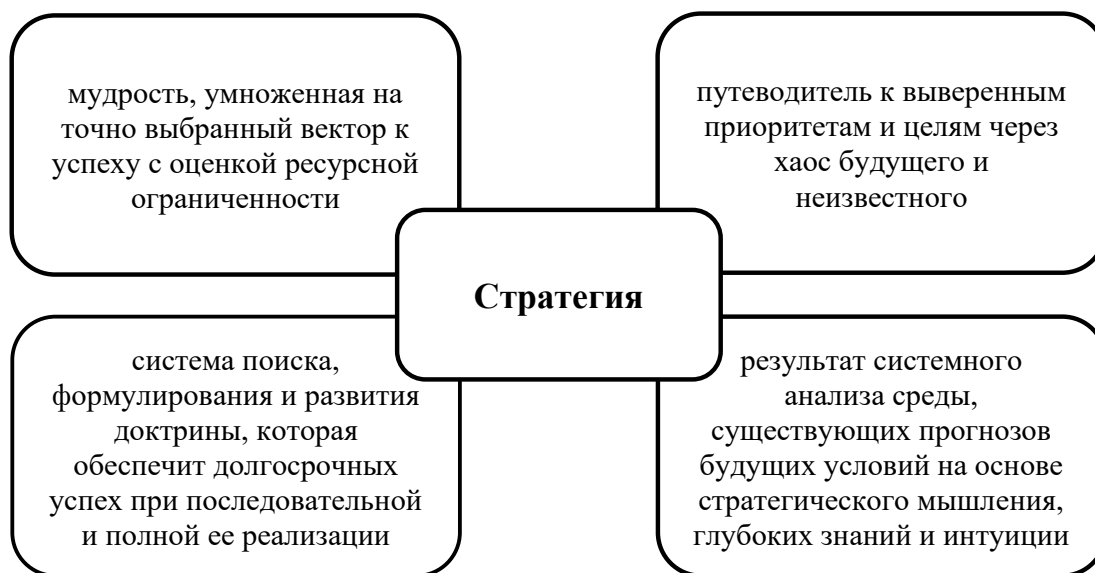 мудрость, умноженная на
точно выбранный вектор к
успеху с оценкой ресурсной
ограниченности
путеводитель к выверенным
приоритетам и целям через
хаос будущего и
неизвестного
Стратегия
система поиска,
формулирования и развития
доктрины, которая
обеспечит долгосрочных
успех при последовательной
и полной ее реализации
результат системного
анализа среды,
существующих прогнозов
будущих условий на основе
стратегического мышления,
глубоких знаний и интуиции